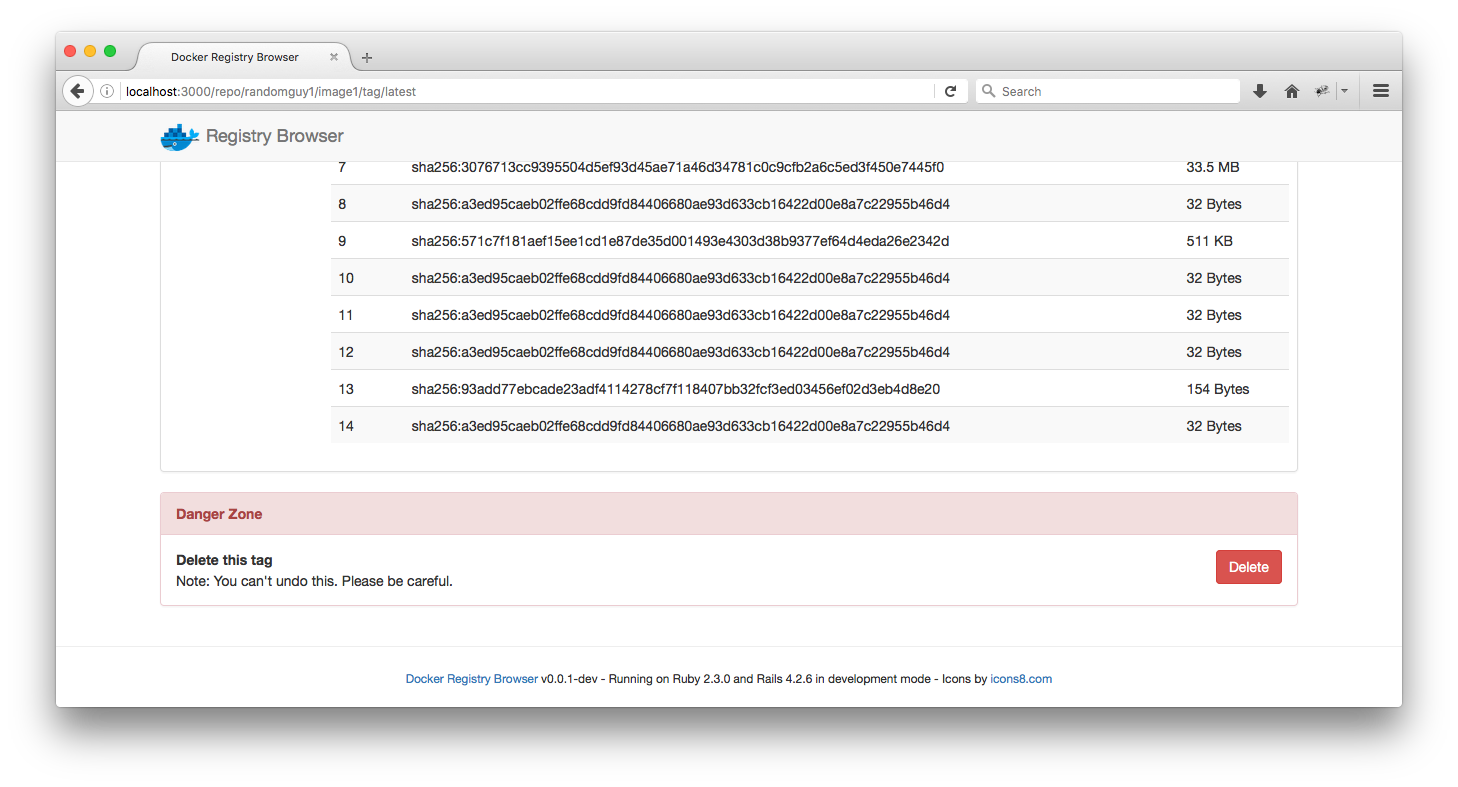 Docker Registry Browser
localhost:3000/repo/randomguy1/image1/tag/latest
Search
Registry Browser
7 sha256:3076713cc9395504d5ef93d45ae71a46d34781c0c9cfb2a6c5ed3f450e7445f0 33.5 MB
8 sha256:a3ed95caeb02ffe68cdd9fd84406680ae93d633cb16422d00e8a7c22955b46d4 32 Bytes
9 sha256:571c7f181aef15ee1cd1e87de35d001493e4303d38b9377ef64d4eda26e2342d 511 KB
10 sha256:a3ed95caeb02ffe68cdd9fd84406680ae93d633cb16422d00e8a7c22955b46d4 32 Bytes
11 sha256:a3ed95caeb02ffe68cdd9fd84406680ae93d633cb16422d00e8a7c22955b46d4 32 Bytes
12 sha256:a3ed95caeb02ffe68cdd9fd84406680ae93d633cb16422d00e8a7c22955b46d4 32 Bytes
13 sha256:93add77ebcade23adf4114278cf7f118407bb32fcf3ed03456ef02d3eb4d8e20 154 Bytes
14 sha256:a3ed95caeb02ffe68cdd9fd84406680ae93d633cb16422d00e8a7c22955b46d4 32 Bytes
Danger Zone
Delete this tag
Note: You can't undo this. Please be careful.
Delete
Docker Registry Browser v0.0.1-dev - Running on Ruby 2.3.0 and Rails 4.2.6 in development mode - Icons by icons8.com